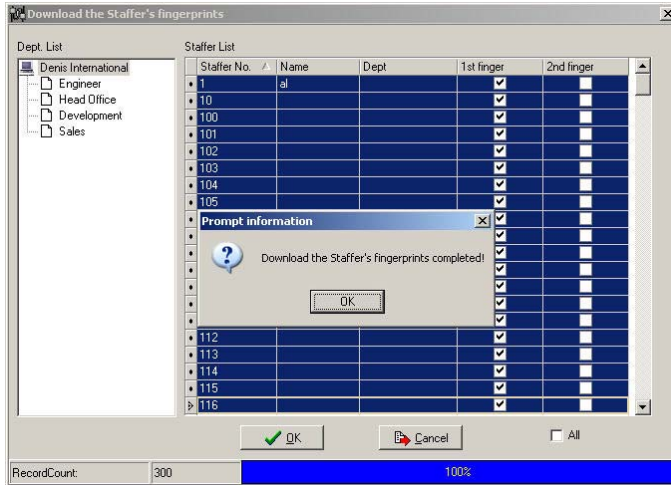 Download the Staffer's fingerprints
Dept. List
Denis International
Engineer
Head Office
Development
Sales
Staffer List
Staffer No. Name Dept 1st finger 2nd finger
1 al
10
100
101
102
103
104
105
Prompt information
Download the Staffer's fingerprints completed!
OK
112
113
114
115
116
OK Cancel All
RecordCount: 300 100%